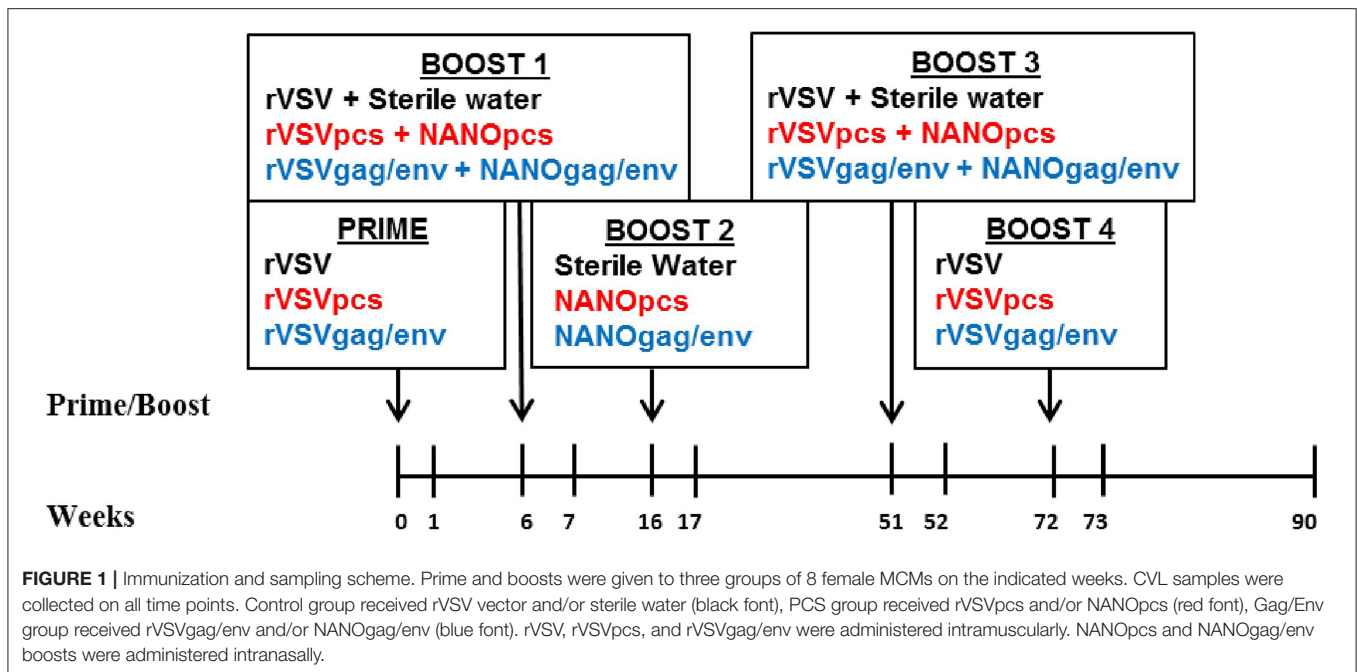 BOOST 1
rVSV + Sterile water
rVSVpcs + NANOpcs
rVSVgag/env + NANOgag/env
BOOST 3
rVSV + Sterile water
rVSVpcs + NANOpcs
rVSVgag/env + NANOgag/env
PRIME
rVSV
rVSVpcs
rVSVgag/env
BOOST 2
Sterile Water
NANOpcs
NANOgag/env
BOOST 4
rVSV
rVSVpcs
rVSVgag/env
Prime/Boost
Weeks
0 1 6 7 16 17 51 52 72 73 90
FIGURE 1 | Immunization and sampling scheme. Prime and boosts were given to three groups of 8 female MCMs on the indicated weeks. CVL samples were
collected on all time points. Control group received rVSV vector and/or sterile water (black font), PCS group received rVSVpcs and/or NANOpcs (red font), Gag/Env
group received rVSVgag/env and/or NANOgag/env (blue font). rVSV, rVSVpcs, and rVSVgag/env were administered intramuscularly. NANOpcs and NANOgag/env
boosts were administered intranasally.